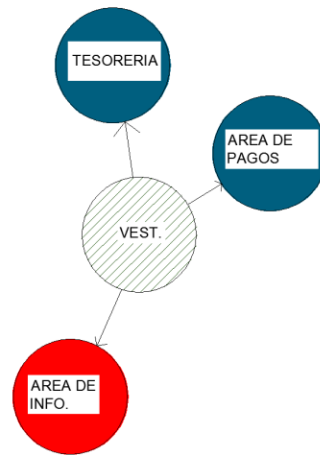 TESORERIA
AREA DE
PAGOS
VEST.
AREA DE
INFO.